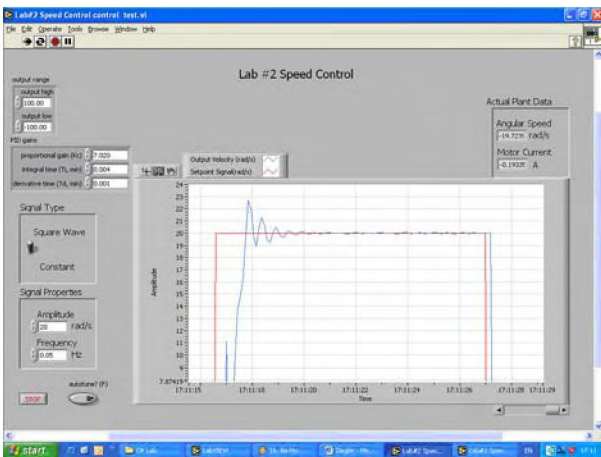 Lab#2 Speed Control control test.vi
File Edit Operate Tools Browse Window Help
Lab #2 Speed Control
output range
output high
100.00
output low
-100.00
PID gains
proportional gain (Kc) 7.020
integral time (Ti, min) 0.004
derivative time (Td, min) 0.001
Output Velocity (rad/s)
Setpoint Signal(rad/s)
Actual Plant Data
Angular Speed
rad/s
Motor Current
A
Signal Type
Square Wave
Constant
Signal Properties
Amplitude
20 rad/s
Frequency
0.05 Hz
STOP
autotune? (F)
Amplitude
24
23
22
21
20
19
18
17
16
15
14
13
12
11
10
9
7.87419
17:11:15
17:11:18
17:11:20
17:11:22
17:11:24
17:11:26
17:11:28
17:11:29
Time
start
EN
17:11